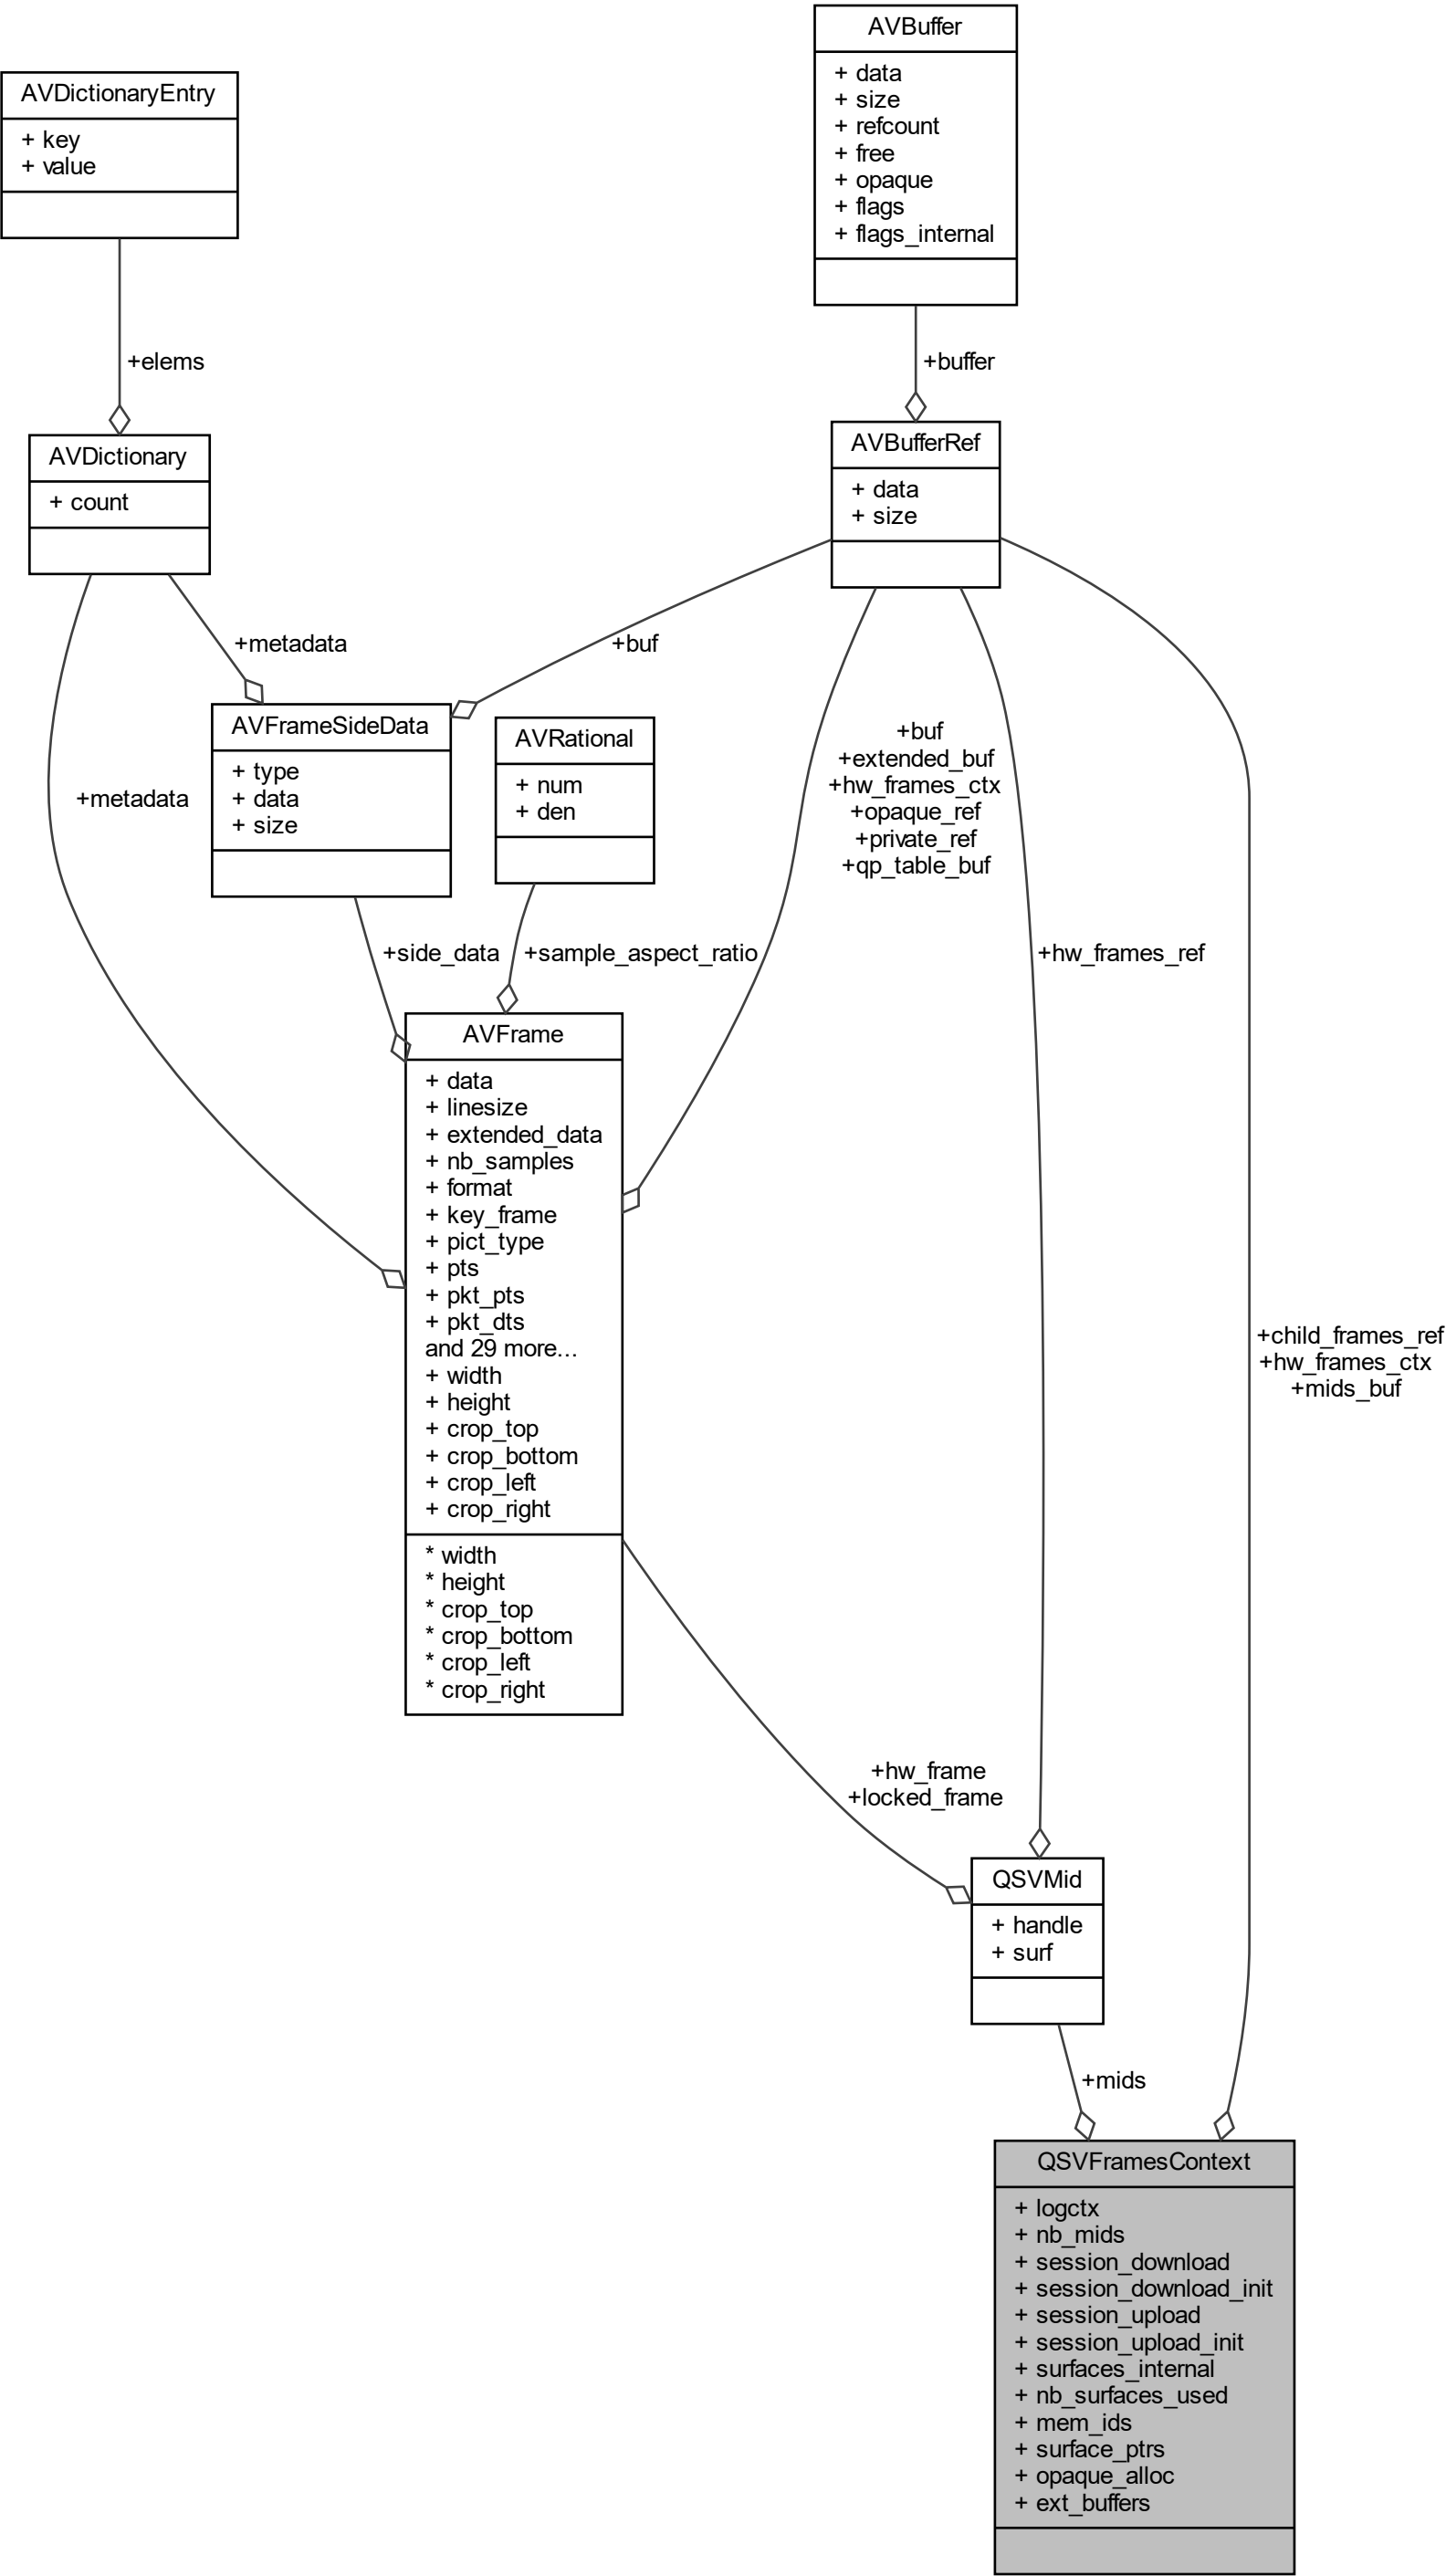 AVBuffer
+ data
+ size
+ refcount
+ free
+ opaque
+ flags
+ flags_internal
AVDictionaryEntry
+ key
+ value
+elems
+buffer
AVDictionary
+ count
AVBufferRef
+ data
+ size
+metadata
+buf
AVFrameSideData
+ type
+ data
+ size
AVRational
+ num
+ den
+buf
+extended_buf
+hw_frames_ctx
+opaque_ref
+private_ref
+qp_table_buf
+metadata
+side_data
+sample_aspect_ratio
+hw_frames_ref
AVFrame
+ data
+ linesize
+ extended_data
+ nb_samples
+ format
+ key_frame
+ pict_type
+ pts
+ pkt_pts
+ pkt_dts
and 29 more...
+ width
+ height
+ crop_top
+ crop_bottom
+ crop_left
+ crop_right
* width
* height
* crop_top
* crop_bottom
* crop_left
* crop_right
+child_frames_ref
+hw_frames_ctx
+mids_buf
+hw_frame
+locked_frame
QSVMid
+ handle
+ surf
+mids
QSVFramesContext
+ logctx
+ nb_mids
+ session_download
+ session_download_init
+ session_upload
+ session_upload_init
+ surfaces_internal
+ nb_surfaces_used
+ mem_ids
+ surface_ptrs
+ opaque_alloc
+ ext_buffers